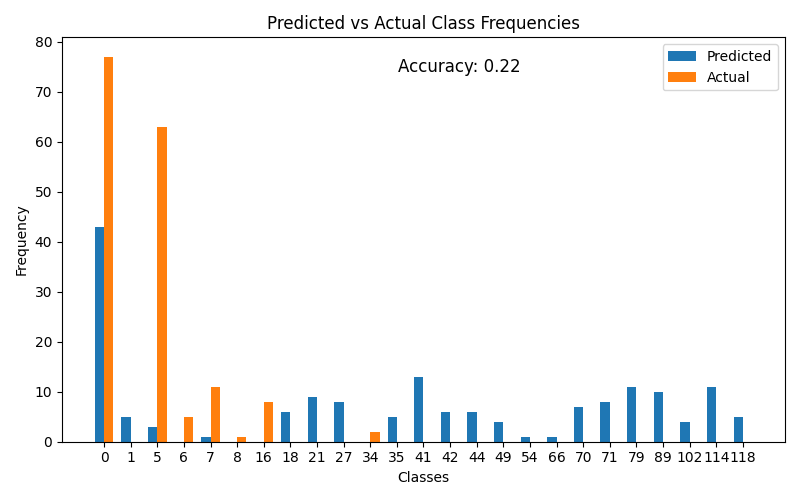 Predicted vs Actual Class Frequencies
Accuracy: 0.22
Predicted
Actual
Frequency
80
70
60
50
40
30
20
10
0
0 1 5 6 7 8 16 18 21 27 34 35 41 42 44 49 54 66 70 71 79 89 102 114 118
Classes